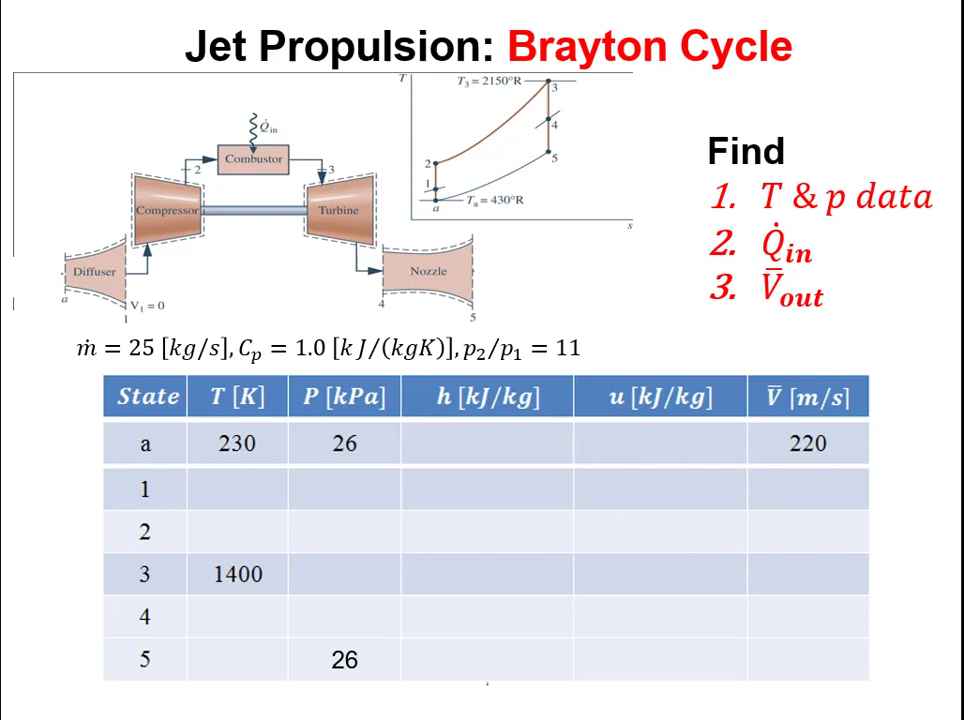 Jet Propulsion: Brayton Cycle
T
T₃ = 2150°R
3
Q̇in
4
Combustor
2
3
2
5
1
Compressor
Turbine
Tₐ = 430°R
a
s
Diffuser
Nozzle
a
V₁ = 0
4
1
5
Find
1. T & p data
2. Q̇in
3. V̅out
ṁ = 25 [kg/s], Cp = 1.0 [kJ/(kgK)], p₂/p₁ = 11
State T [K] P [kPa] h [kJ/kg] u [kJ/kg] V̅ [m/s]
a 230 26 220
1
2
3 1400
4
5 26